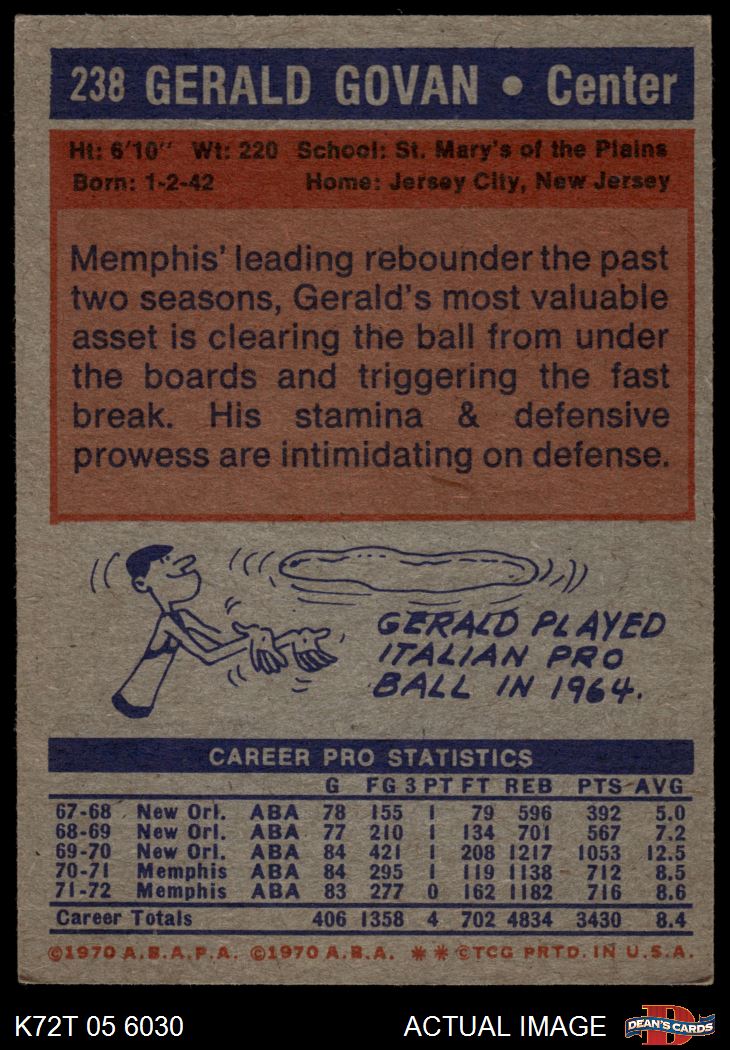 238 GERALD GOVAN • Center
Ht: 6'10" Wt: 220 School: St. Mary's of the Plains
Born: 1-2-42 Home: Jersey City, New Jersey
Memphis' leading rebounder the past
two seasons, Gerald's most valuable
asset is clearing the ball from under
the boards and triggering the fast
break. His stamina & defensive
prowess are intimidating on defense.
GERALD PLAYED
ITALIAN PRO
BALL IN 1964.
CAREER PRO STATISTICS
G FG 3 PT FT REB PTS AVG
67-68 New Orl. ABA 78 155 1 79 596 392 5.0
68-69 New Orl. ABA 77 210 1 134 701 567 7.2
69-70 New Orl. ABA 84 421 1 208 1217 1053 12.5
70-71 Memphis ABA 84 295 1 119 1138 712 8.5
71-72 Memphis ABA 83 277 0 162 1182 716 8.6
Career Totals 406 1358 4 702 4834 3430 8.4
©1970 A.B.A.P.A. ©1970 A.B.A. ** ©TCG PRTD. IN U.S.A.
K72T 05 6030 ACTUAL IMAGE
D
DEAN'S CARDS